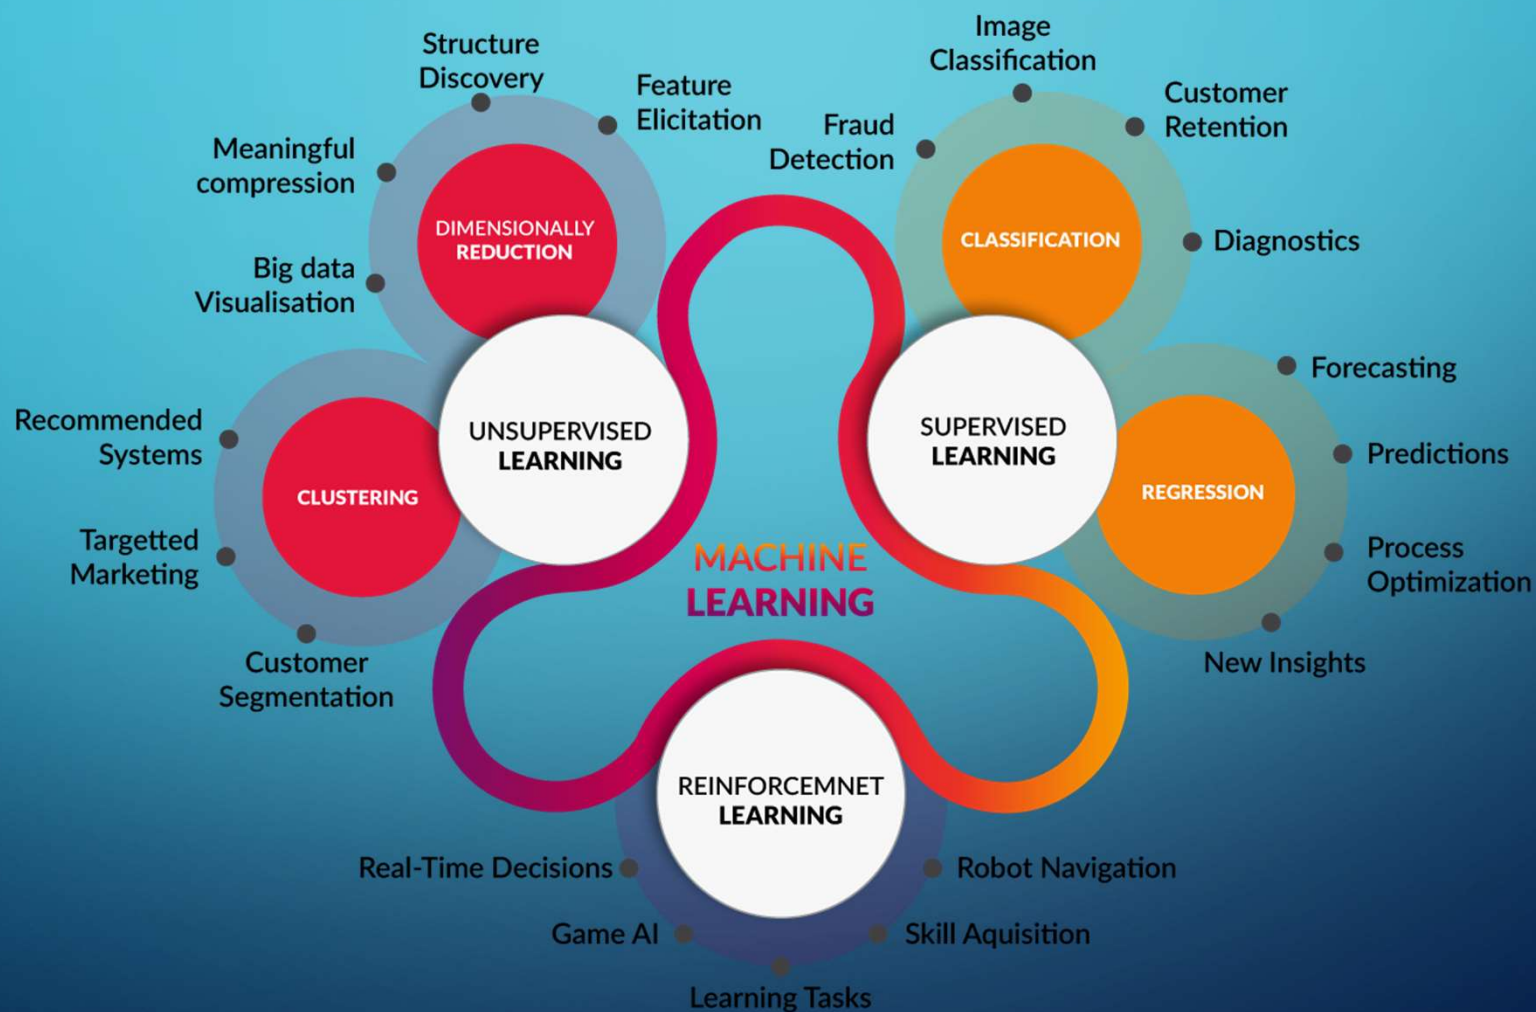 Structure
Discovery
Feature
Elicitation
Meaningful
compression
Big data
Visualisation
DIMENSIONALLY
REDUCTION
Recommended
Systems
Targetted
Marketing
Customer
Segmentation
CLUSTERING
UNSUPERVISED
LEARNING
Image
Classification
Fraud
Detection
Customer
Retention
Diagnostics
CLASSIFICATION
SUPERVISED
LEARNING
Forecasting
Predictions
Process
Optimization
New Insights
REGRESSION
MACHINE
LEARNING
REINFORCEMNET
LEARNING
Real-Time Decisions
Game AI
Learning Tasks
Skill Aquisition
Robot Navigation